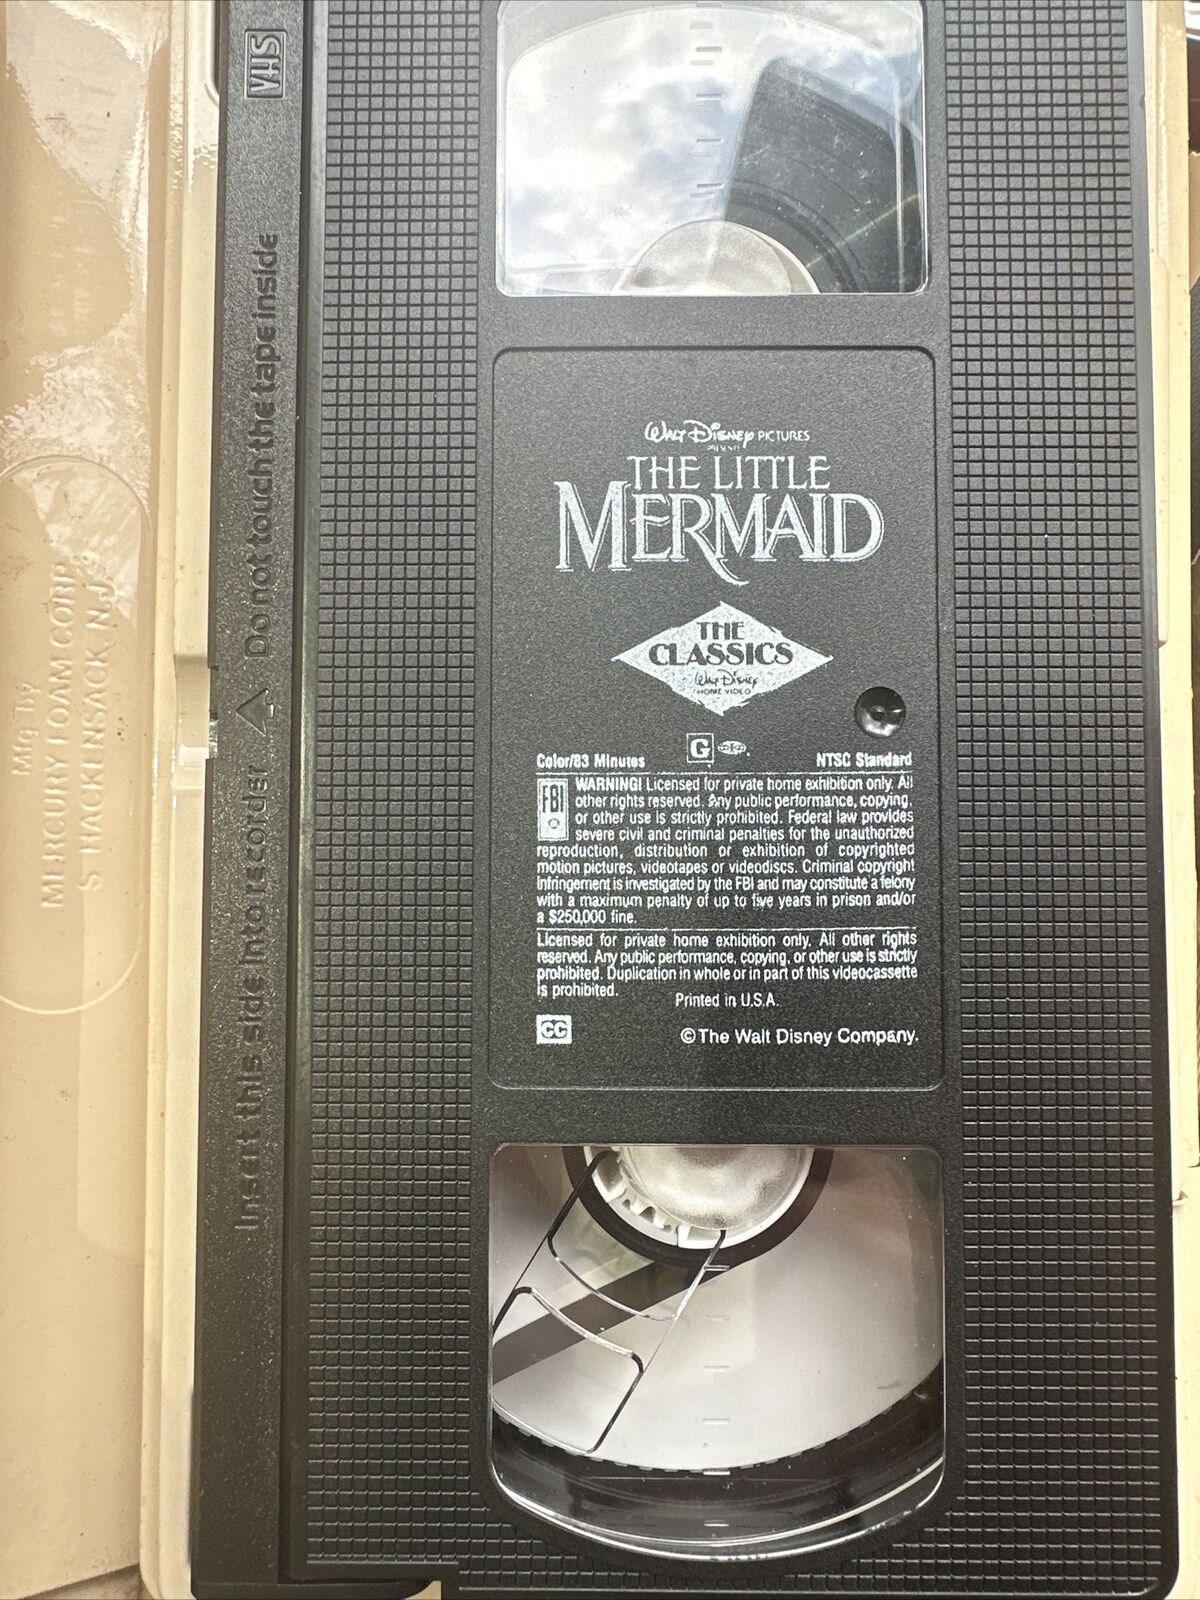 VHS
Insert this side into recorder △ Do not touch the tape inside
Mfg by
MERCURY FOAM CORP
S HACKENSACK, N.J.
WALT DISNEY PICTURES
PRESENTS
THE LITTLE
MERMAID
THE
CLASSICS
WALT DISNEY
HOME VIDEO
G
Color/83 Minutes NTSC Standard
FBI
WARNING! Licensed for private home exhibition only. All
other rights reserved. Any public performance, copying,
or other use is strictly prohibited. Federal law provides
severe civil and criminal penalties for the unauthorized
reproduction, distribution or exhibition of copyrighted
motion pictures, videotapes or videodiscs. Criminal copyright
infringement is investigated by the FBI and may constitute a felony
with a maximum penalty of up to five years in prison and/or
a $250,000 fine.
Licensed for private home exhibition only. All other rights
reserved. Any public performance, copying, or other use is strictly
prohibited. Duplication in whole or in part of this videocassette
is prohibited.
Printed in U.S.A.
CC
© The Walt Disney Company.